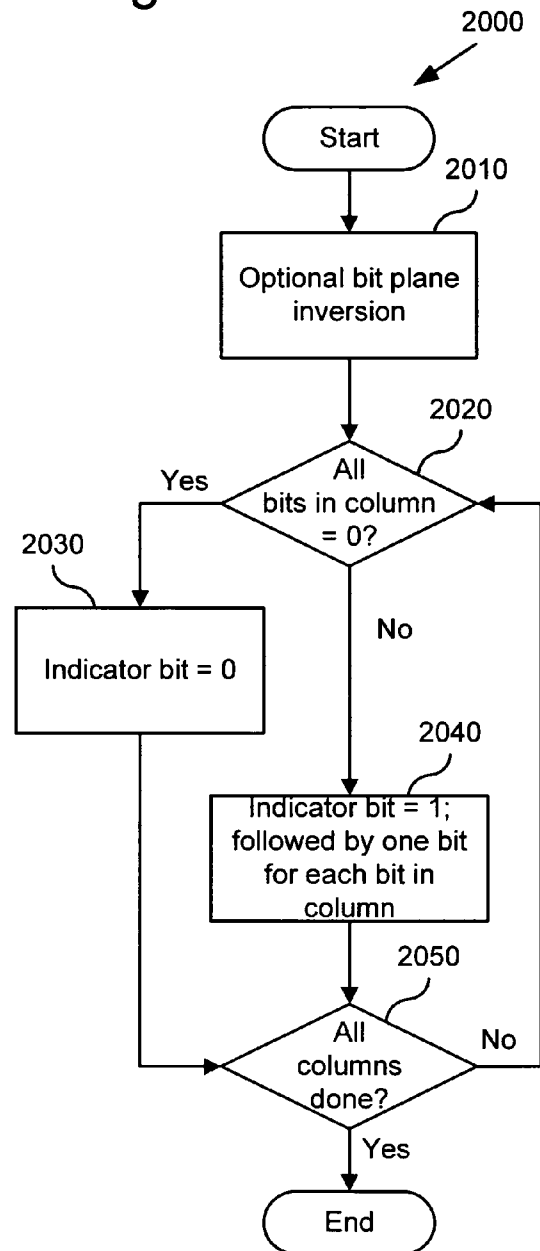 2000
Start
2010
Optional bit plane
inversion
2020
All
bits in column
= 0?
Yes
2030
Indicator bit = 0
No
2040
Indicator bit = 1;
followed by one bit
for each bit in
column
2050
All
columns
done?
No
Yes
End